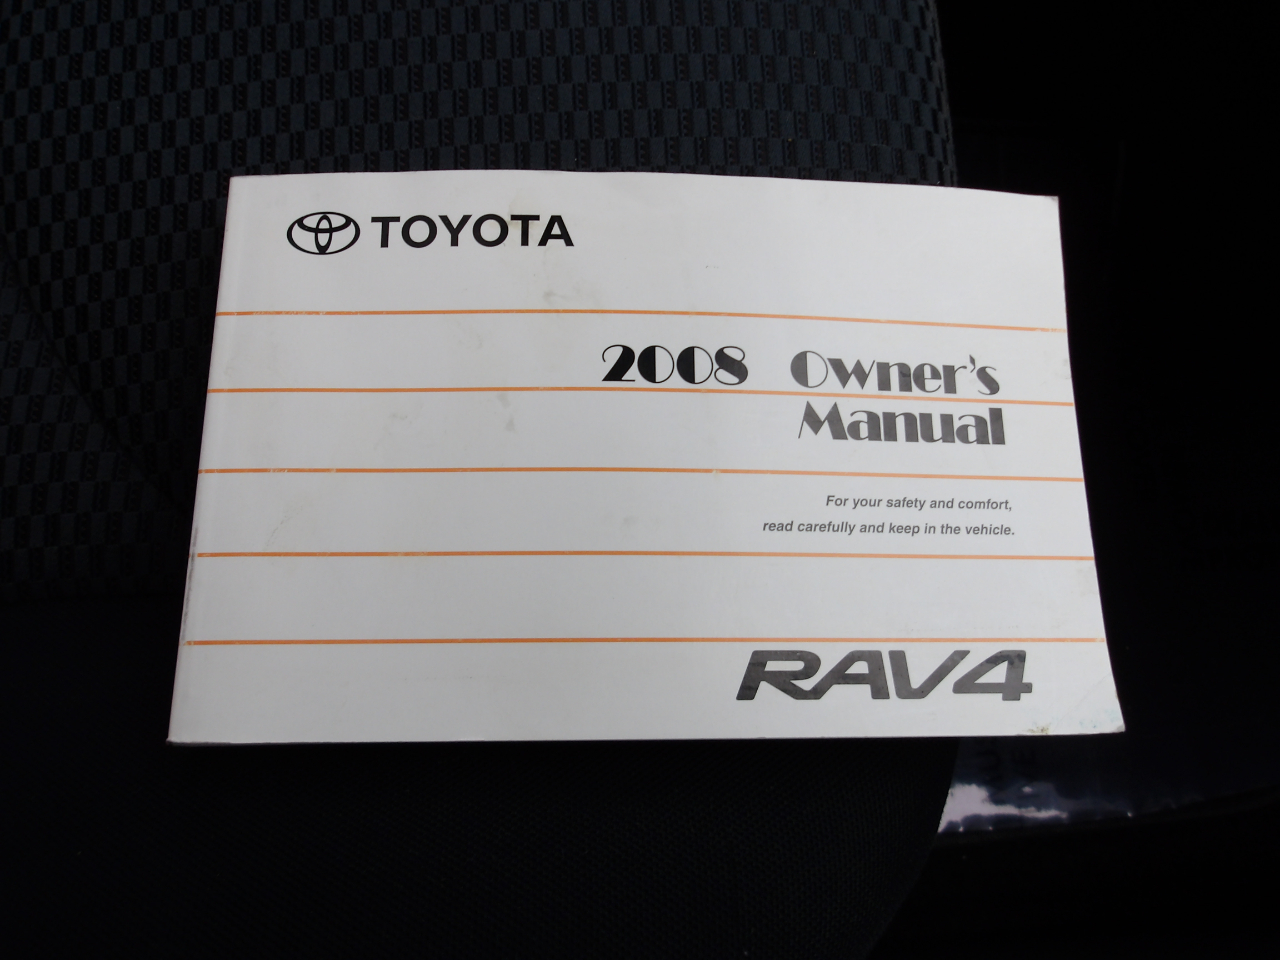 TOYOTA
2008 Owner's
Manual
For your safety and comfort,
read carefully and keep in the vehicle.
RAV4